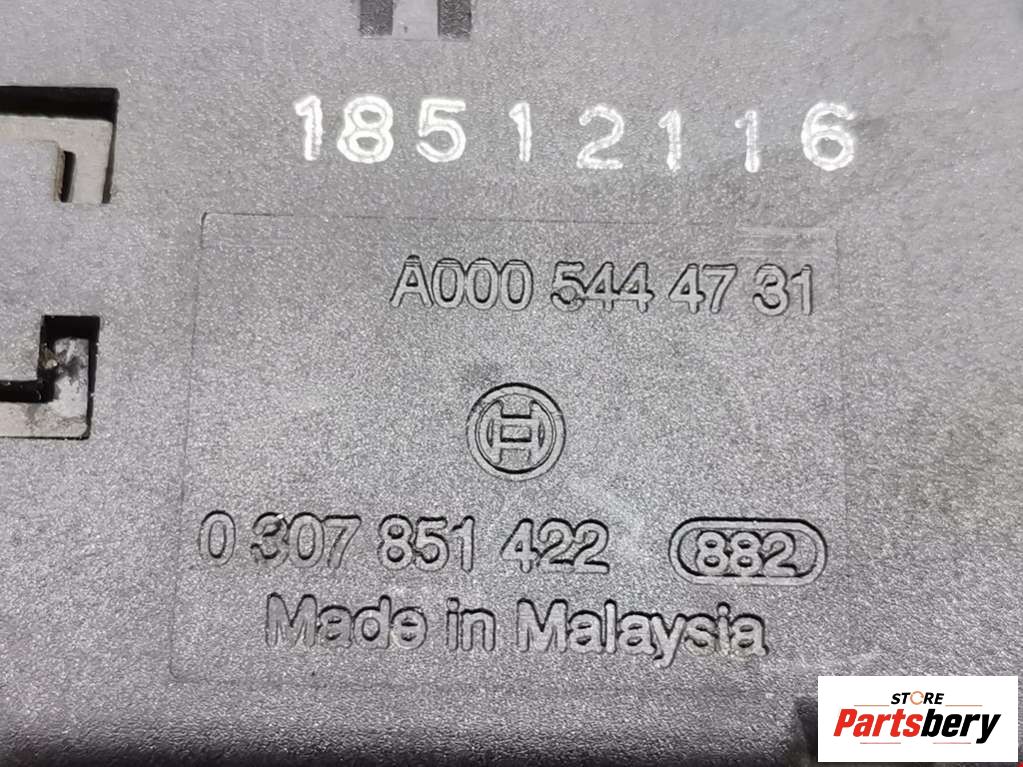 18512116
A000 544 47 31
0 307 851 422 882
Made in Malaysia
STORE
Partsbery